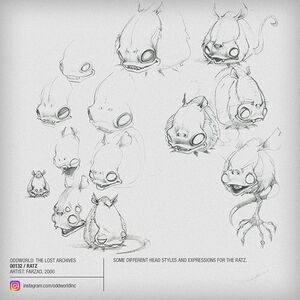 ODDWORLD: THE LOST ARCHIVES
00132 / RATZ
ARTIST: FARZAD, 2000
SOME DIFFERENT HEAD STYLES AND EXPRESSIONS FOR THE RATZ.
instagram.com/oddworldinc